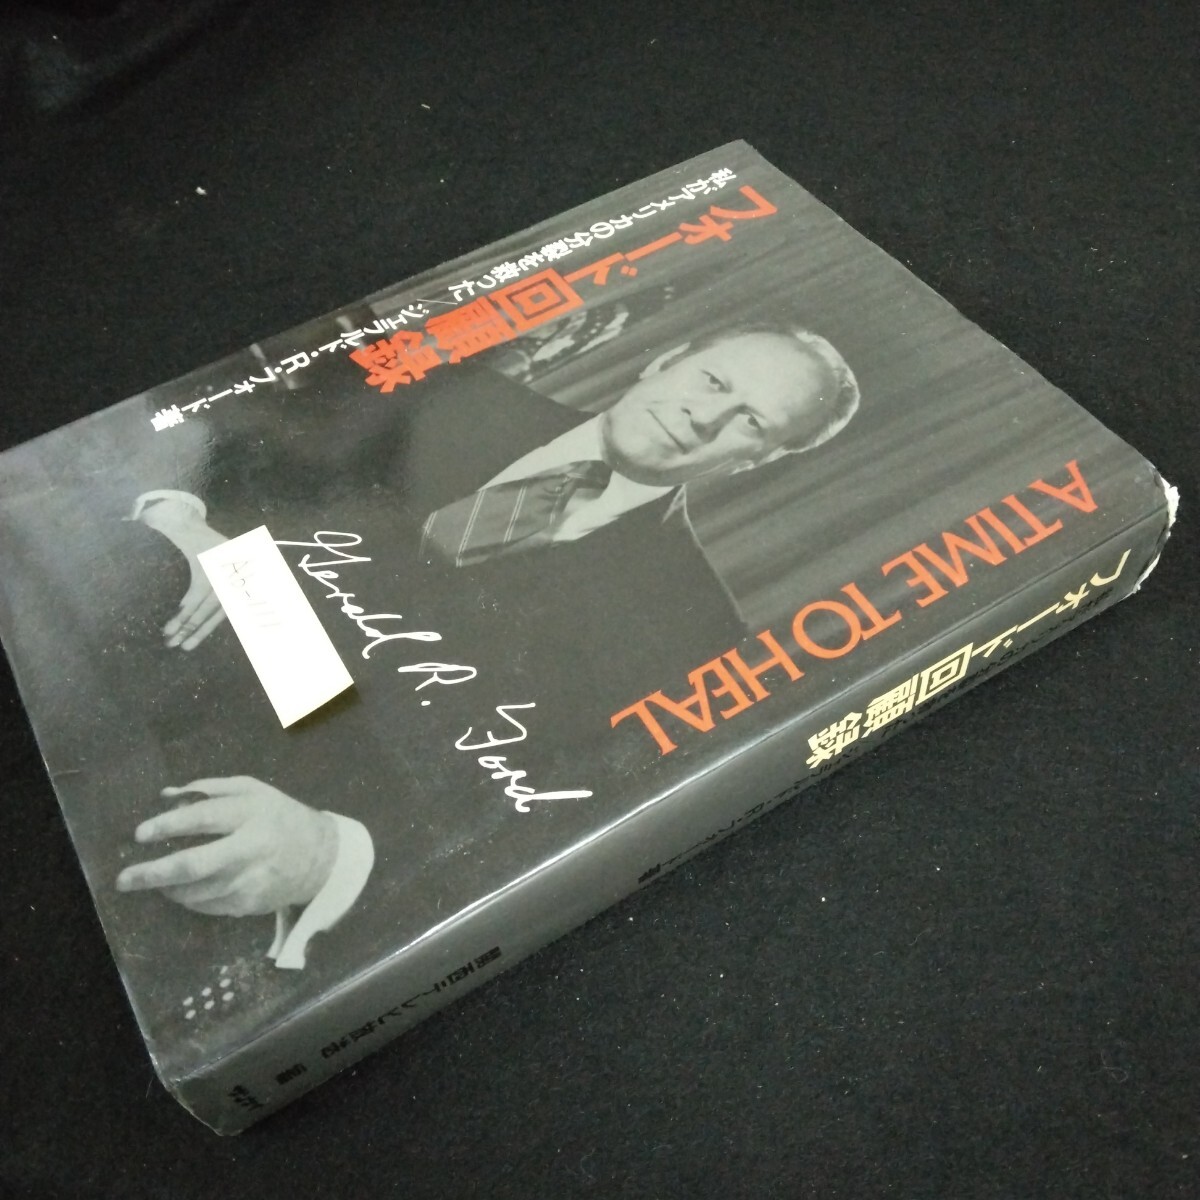 フォード回顧録
私がアメリカの分裂を救った/ジェラルド・R・フォード著
A TIME TO HEAL
Gerald R. Ford
Ab-111
フォード回顧録